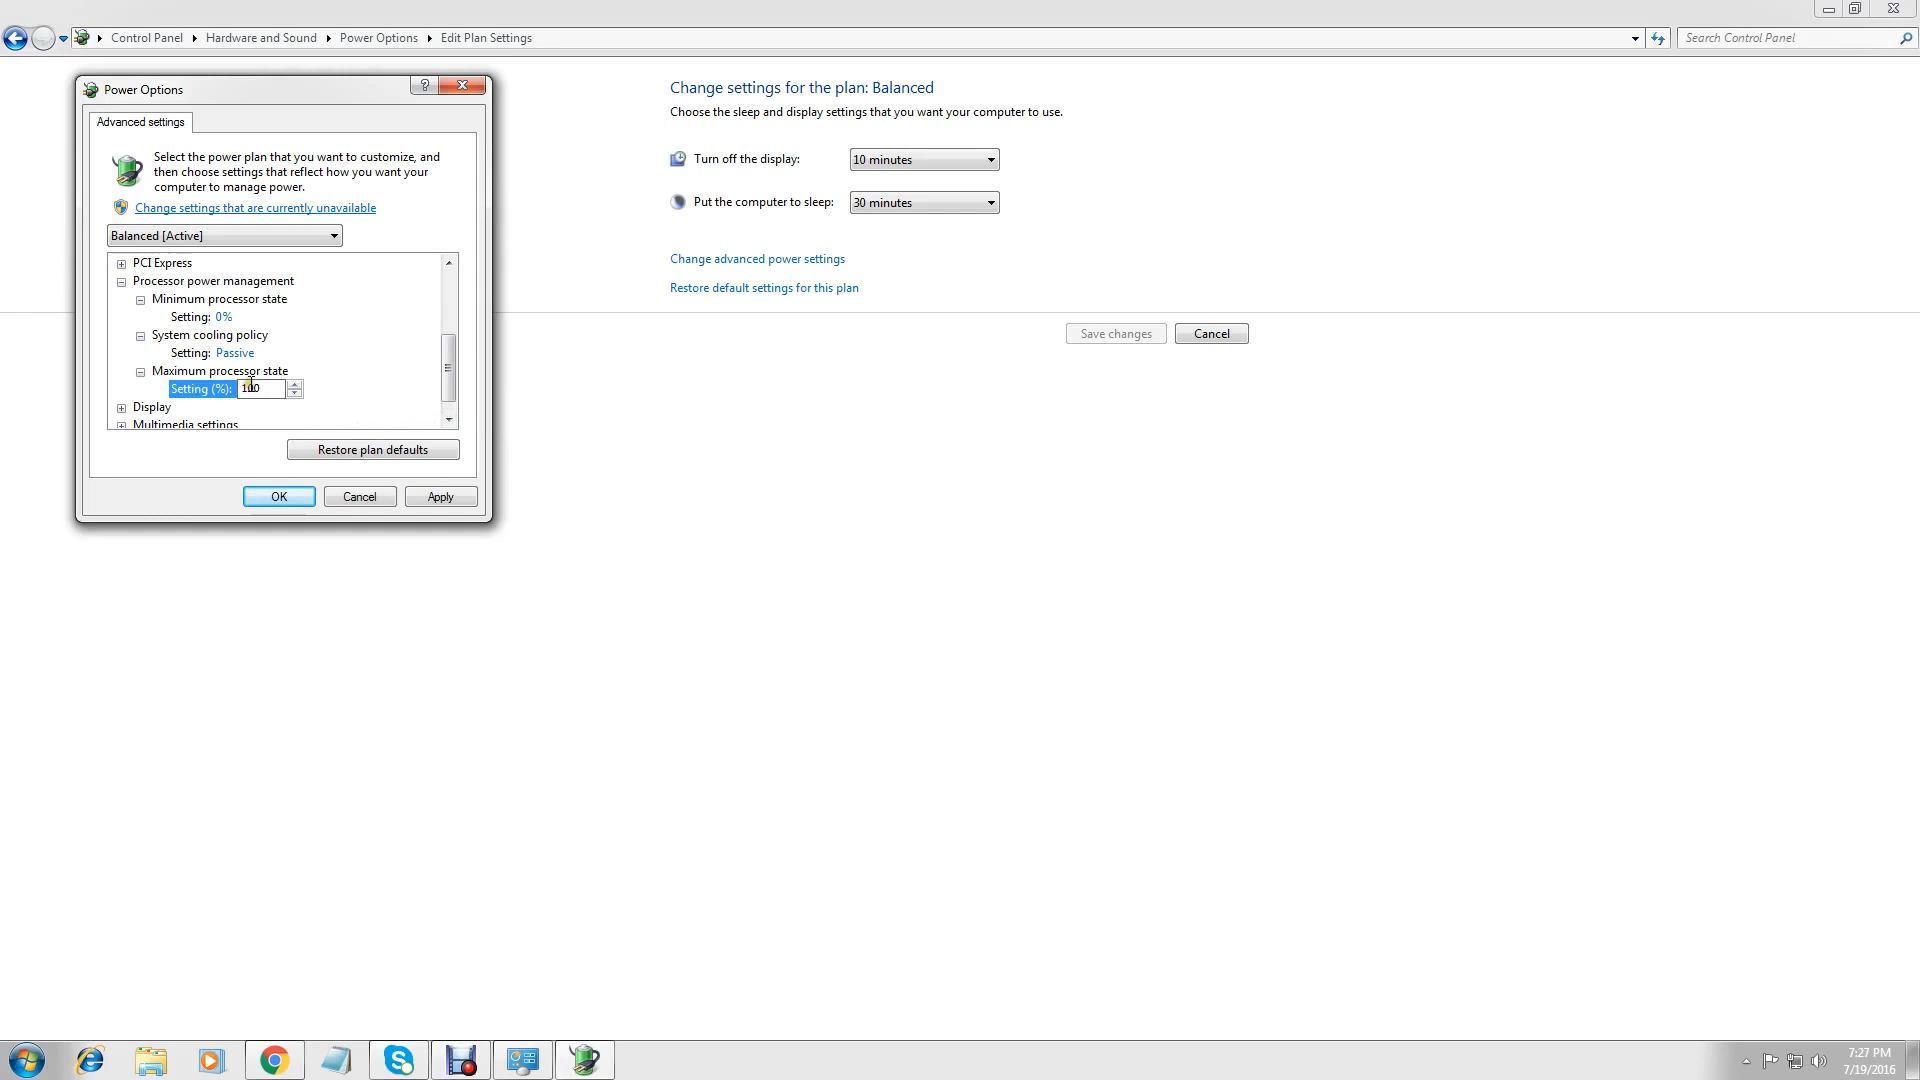 Control Panel Hardware and Sound Power Options Edit Plan Settings
Search Control Panel
Power Options
?
Advanced settings
Select the power plan that you want to customize, and
then choose settings that reflect how you want your
computer to manage power.
Change settings that are currently unavailable
Balanced [Active]
PCI Express
Processor power management
Minimum processor state
Setting: 0%
System cooling policy
Setting: Passive
Maximum processor state
Setting (%): 100
Display
Multimedia settings
Restore plan defaults
OK
Cancel
Apply
Change settings for the plan: Balanced
Choose the sleep and display settings that you want your computer to use.
Turn off the display: 10 minutes
Put the computer to sleep: 30 minutes
Change advanced power settings
Restore default settings for this plan
Save changes
Cancel
7:27 PM
7/19/2016